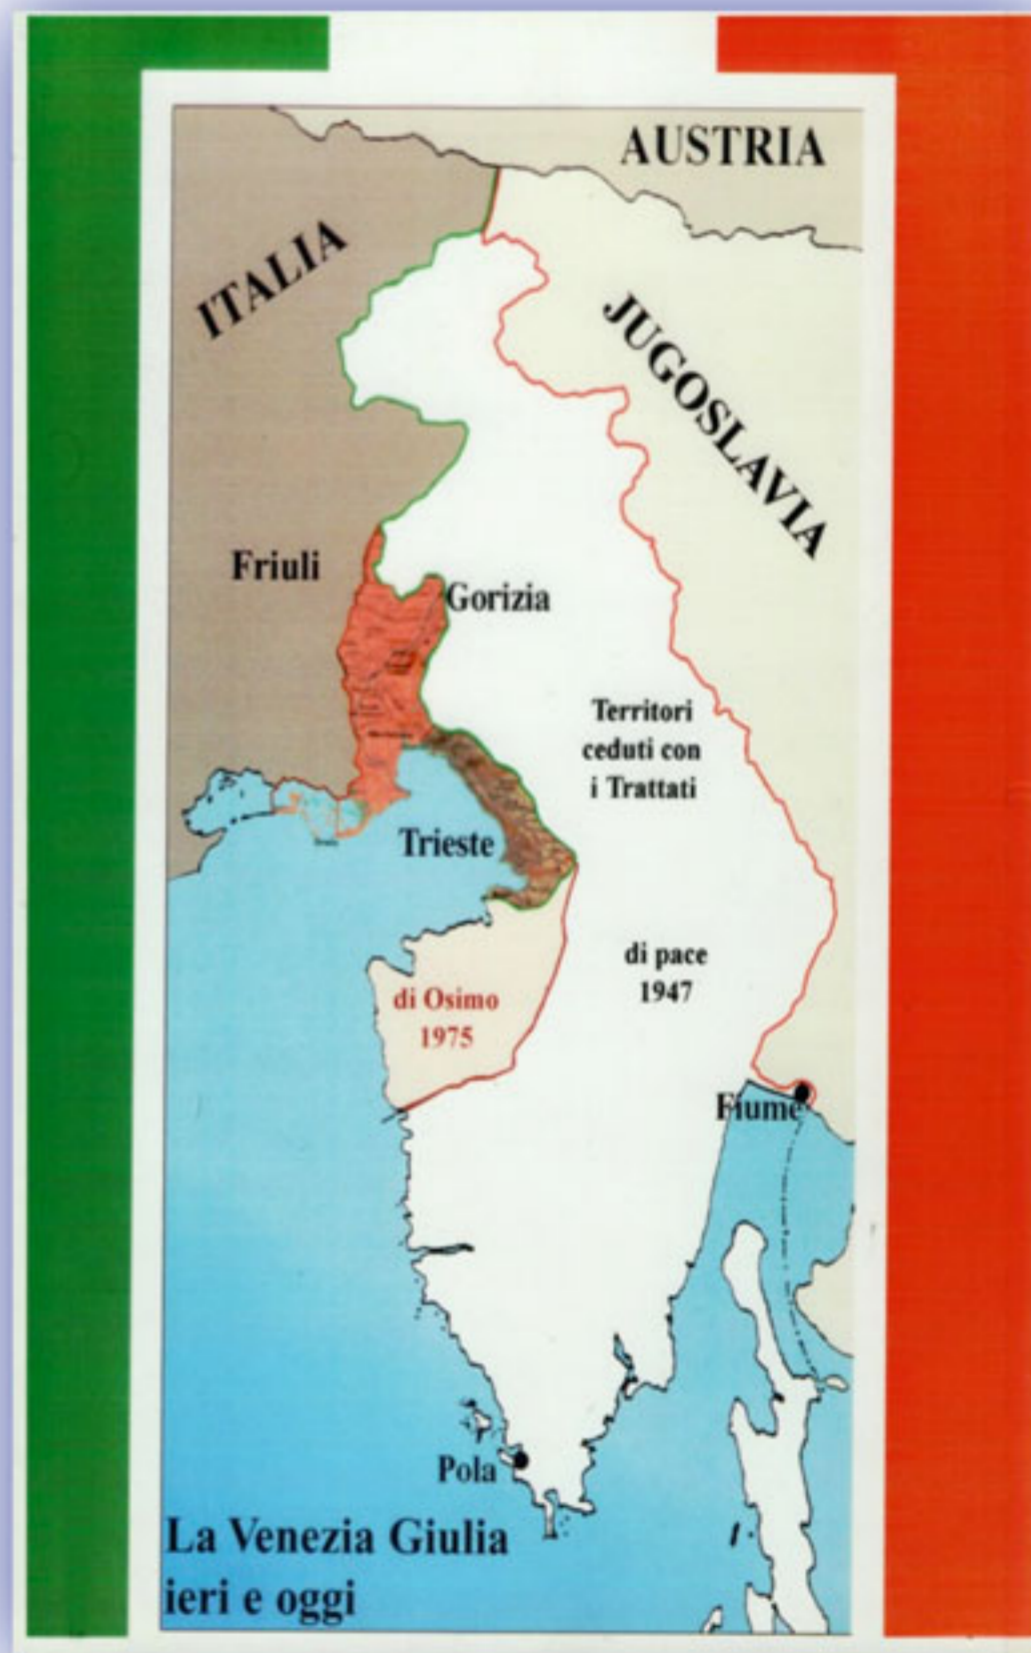 AUSTRIA
ITALIA
JUGOSLAVIA
Friuli
Gorizia
Territori
ceduti con
i Trattati
Trieste
di pace
1947
di Osimo
1975
Fiume
Pola
La Venezia Giulia
ieri e oggi